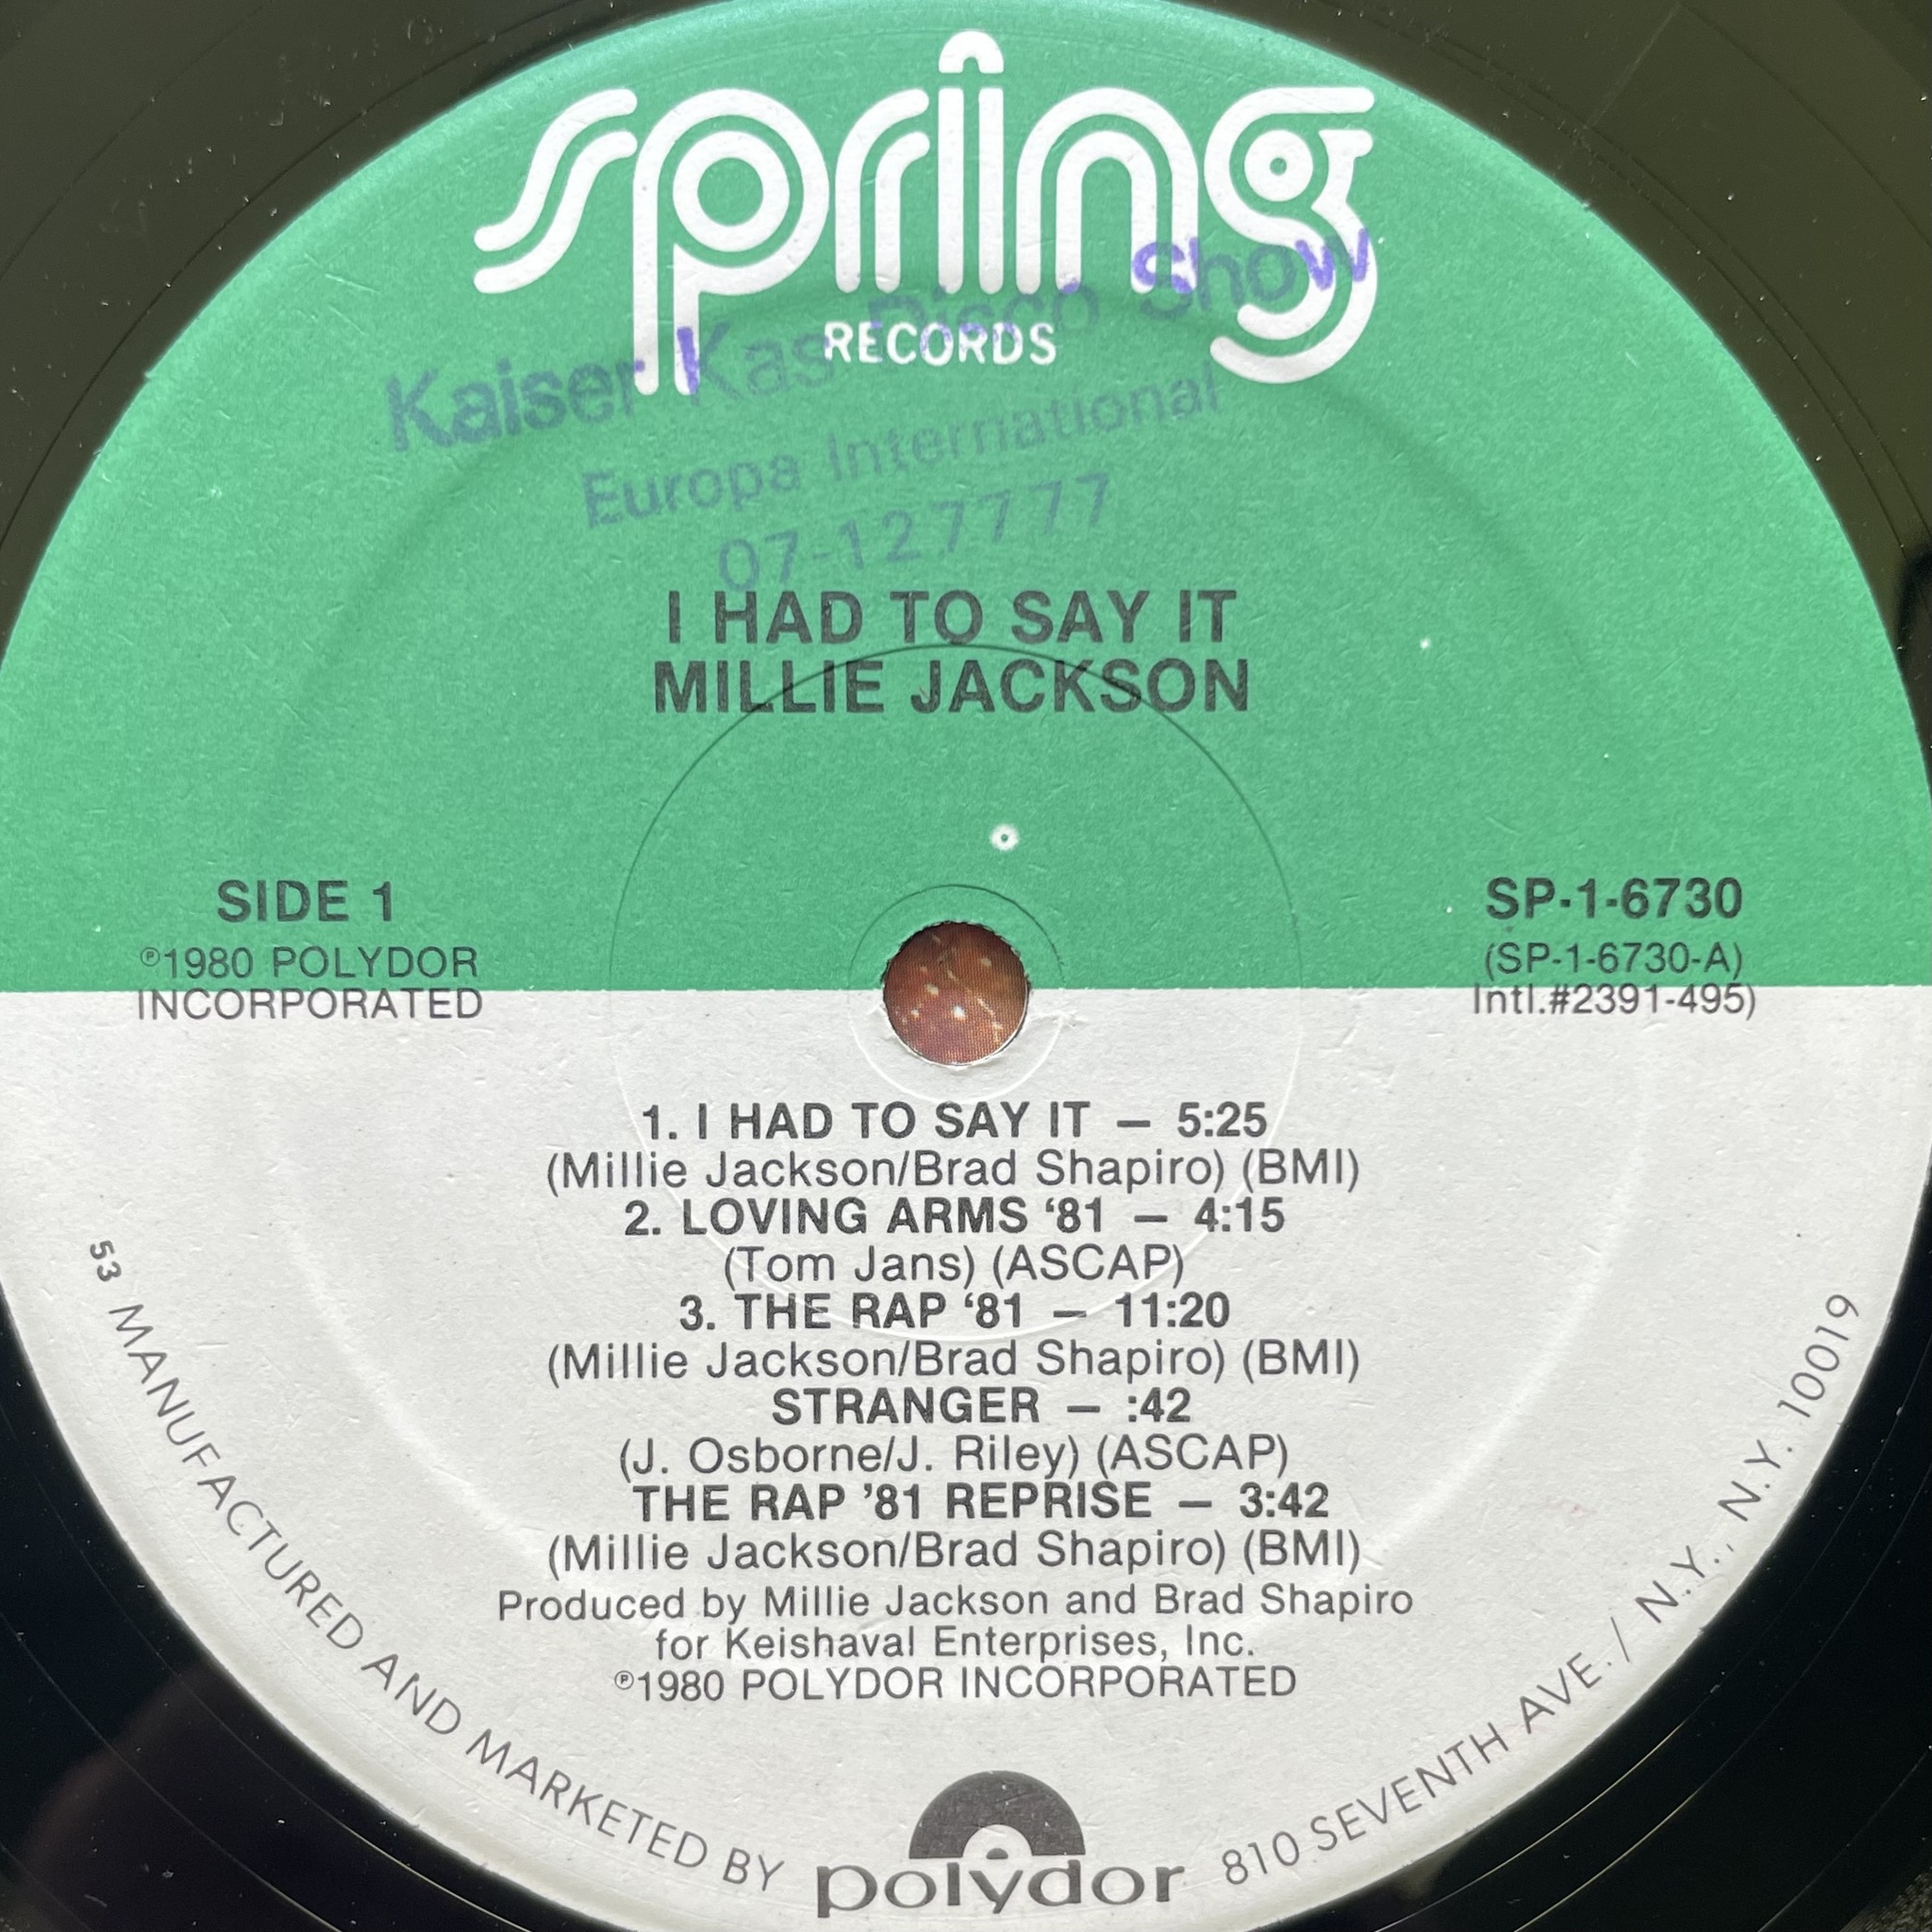 spring
RECORDS
Kaiser Kas Disco Show
Europa International
07-127777
I HAD TO SAY IT
MILLIE JACKSON
SIDE 1
℗1980 POLYDOR
INCORPORATED
SP-1-6730
(SP-1-6730-A)
Intl.#2391-495)
1. I HAD TO SAY IT — 5:25
(Millie Jackson/Brad Shapiro) (BMI)
2. LOVING ARMS ‘81 — 4:15
(Tom Jans) (ASCAP)
3. THE RAP ‘81 — 11:20
(Millie Jackson/Brad Shapiro) (BMI)
STRANGER — :42
(J. Osborne/J. Riley) (ASCAP)
THE RAP ’81 REPRISE — 3:42
(Millie Jackson/Brad Shapiro) (BMI)
Produced by Millie Jackson and Brad Shapiro
for Keishaval Enterprises, Inc.
℗1980 POLYDOR INCORPORATED
53 MANUFACTURED AND MARKETED BY
polydor
810 SEVENTH AVE. / N.Y., N.Y. 10019